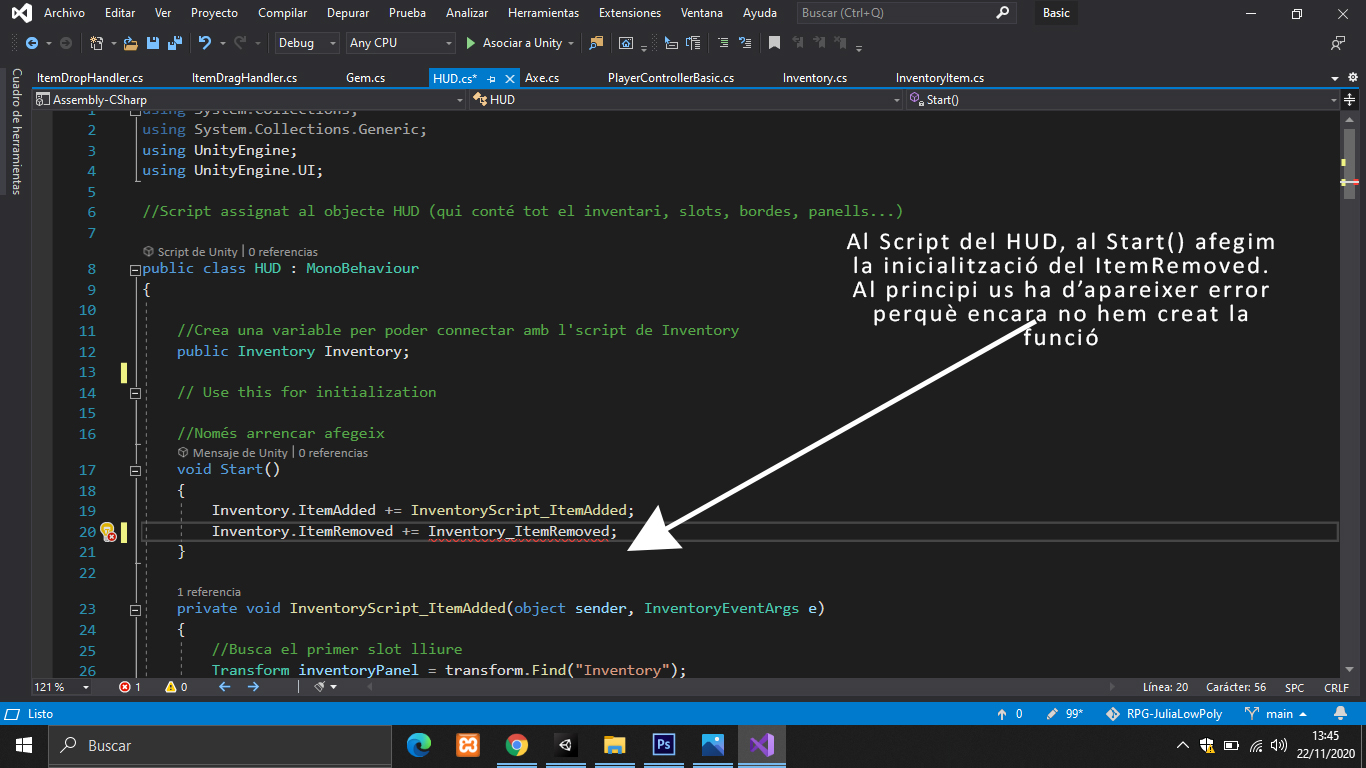 Archivo Editar Ver Proyecto Compilar Depurar Prueba Analizar Herramientas Extensiones Ventana Ayuda Buscar (Ctrl+Q) Basic
Debug Any CPU Asociar a Unity
ItemDropHandler.cs ItemDragHandler.cs Gem.cs HUD.cs* Axe.cs PlayerControllerBasic.cs Inventory.cs InventoryItem.cs
Cuadro de herramientas
Assembly-CSharp HUD Start()
1 using System.Collections;
2 using System.Collections.Generic;
3 using UnityEngine;
4 using UnityEngine.UI;
5
6 //Script assignat al objecte HUD (qui conté tot el inventari, slots, bordes, panells...)
7
Script de Unity | 0 referencias
8 public class HUD : MonoBehaviour
9 {
10
11 //Crea una variable per poder connectar amb l'script de Inventory
12 public Inventory Inventory;
13
14 // Use this for initialization
15
16 //Només arrencar afegeix
Mensaje de Unity | 0 referencias
17 void Start()
18 {
19 Inventory.ItemAdded += InventoryScript_ItemAdded;
20 Inventory.ItemRemoved += Inventory_ItemRemoved;
21 }
22
1 referencia
23 private void InventoryScript_ItemAdded(object sender, InventoryEventArgs e)
24 {
25 //Busca el primer slot lliure
26 Transform inventoryPanel = transform.Find("Inventory");
Al Script del HUD, al Start() afegim
la inicialització del ItemRemoved.
Al principi us ha d’apareixer error
perquè encara no hem creat la
funció
121 % 1 0 Línea: 20 Carácter: 56 SPC CRLF
Listo 0 99* RPG-JuliaLowPoly main
Buscar Ps 13:45
22/11/2020